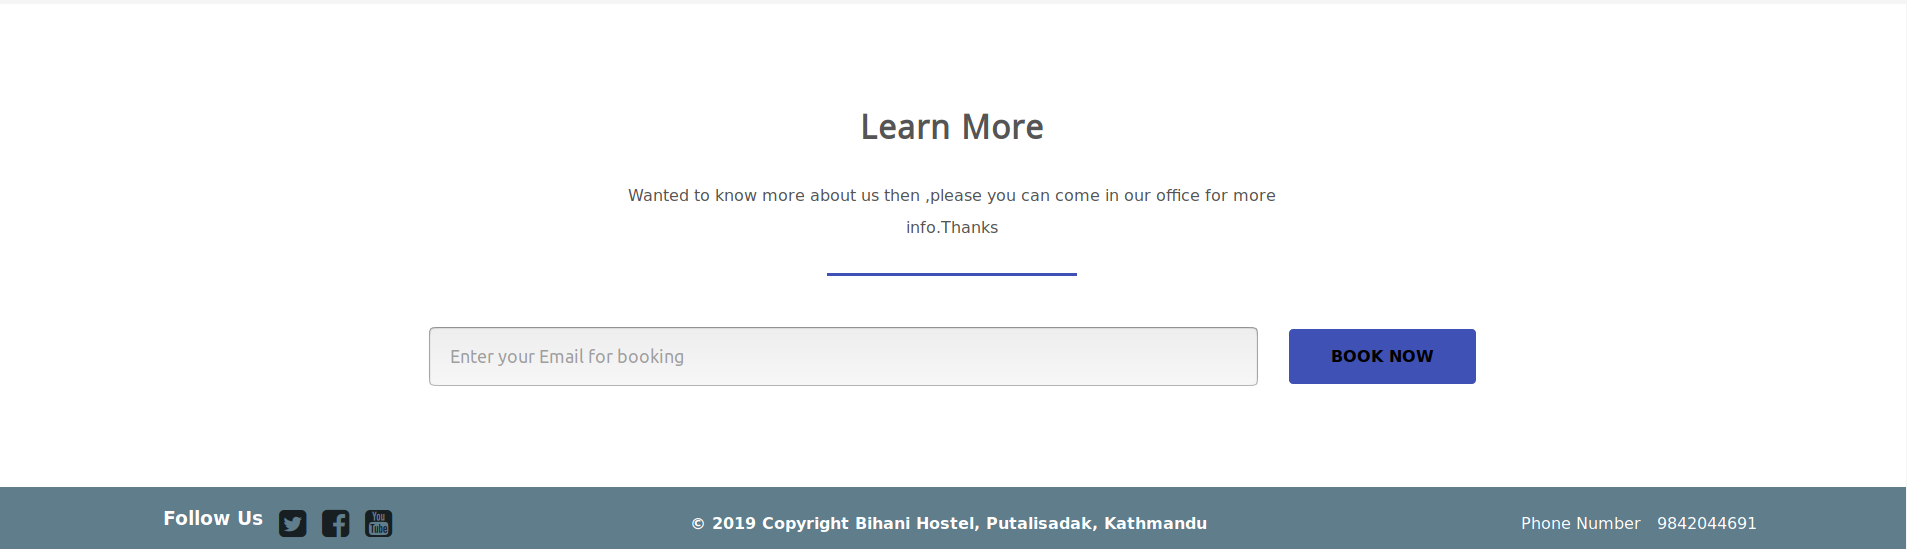 Learn More
Wanted to know more about us then ,please you can come in our office for more
info.Thanks
Enter your Email for booking
BOOK NOW
Follow Us
You
Tube
© 2019 Copyright Bihani Hostel, Putalisadak, Kathmandu
Phone Number 9842044691